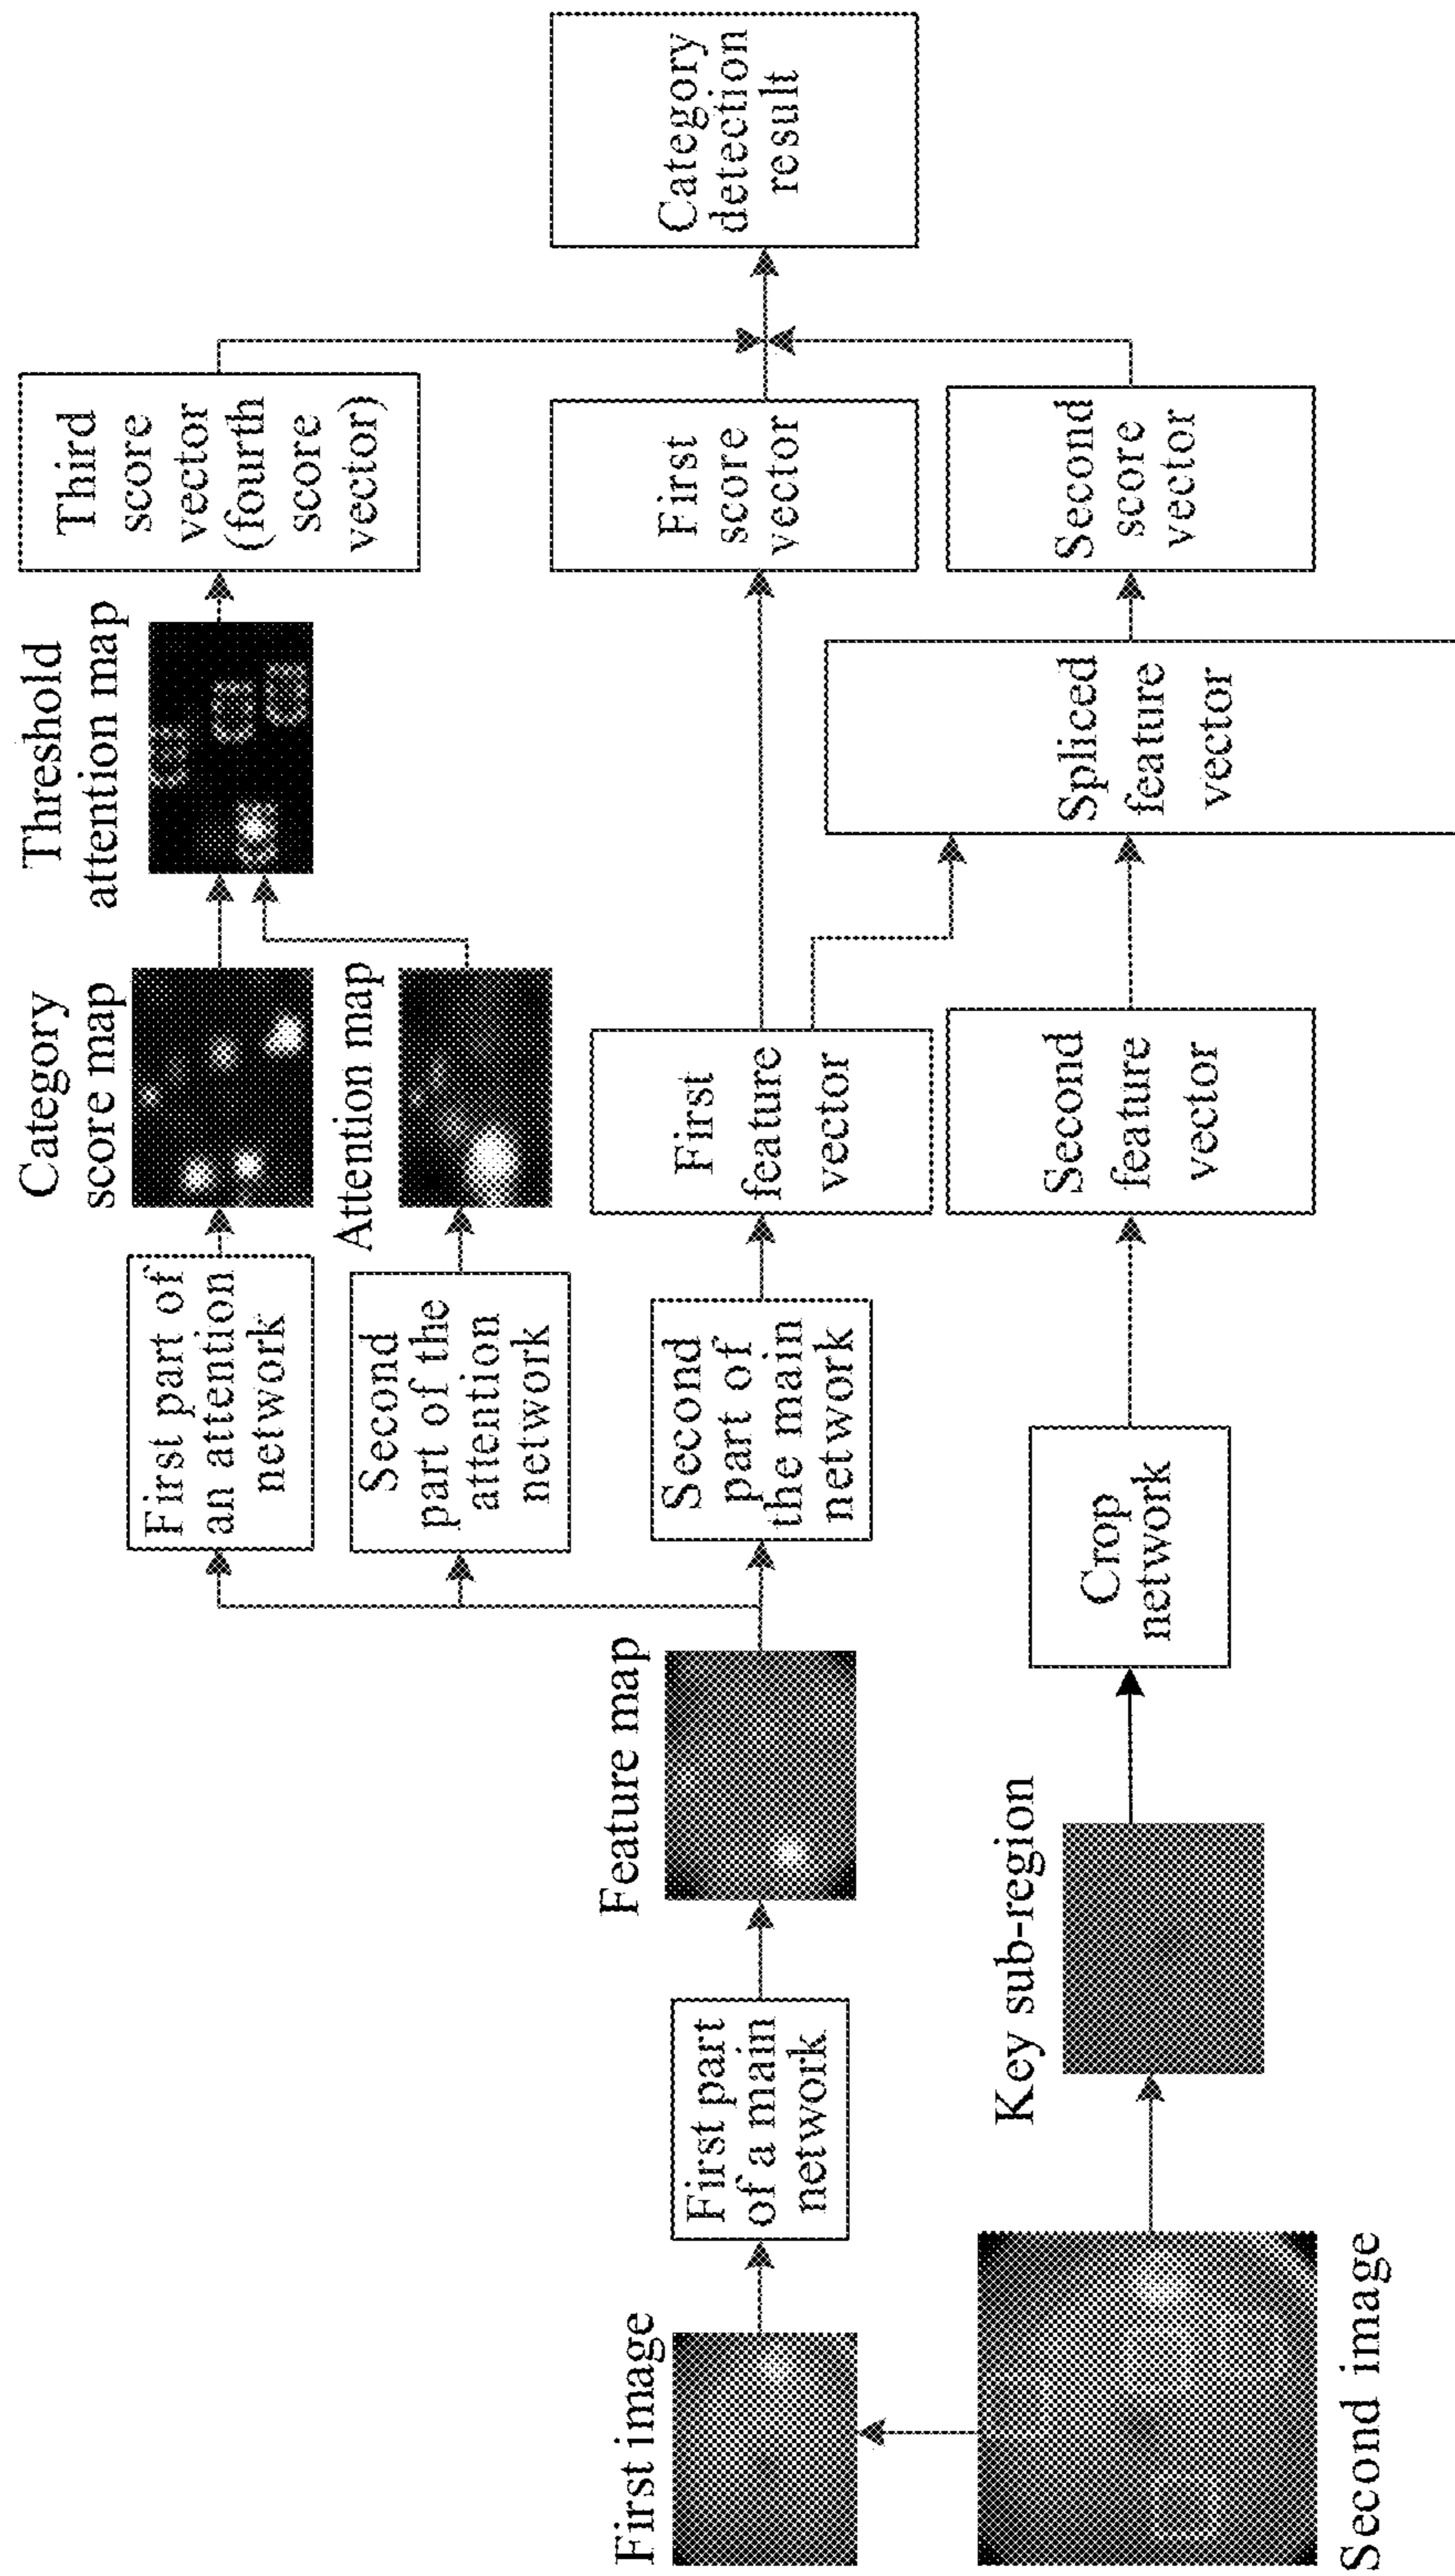 Category
score map
Threshold
attention map
First part of
an attention
network
Third
score
vector
(fourth
score
vector)
Attention map
Second
part of the
attention
network
First image
First part
of a main
network
Feature map
Second
part of
the main
network
First
feature
vector
First
score
vector
Category
detection
result
Second image
Key sub-region
Crop
network
Second
feature
vector
Spliced
feature
vector
Second
score
vector